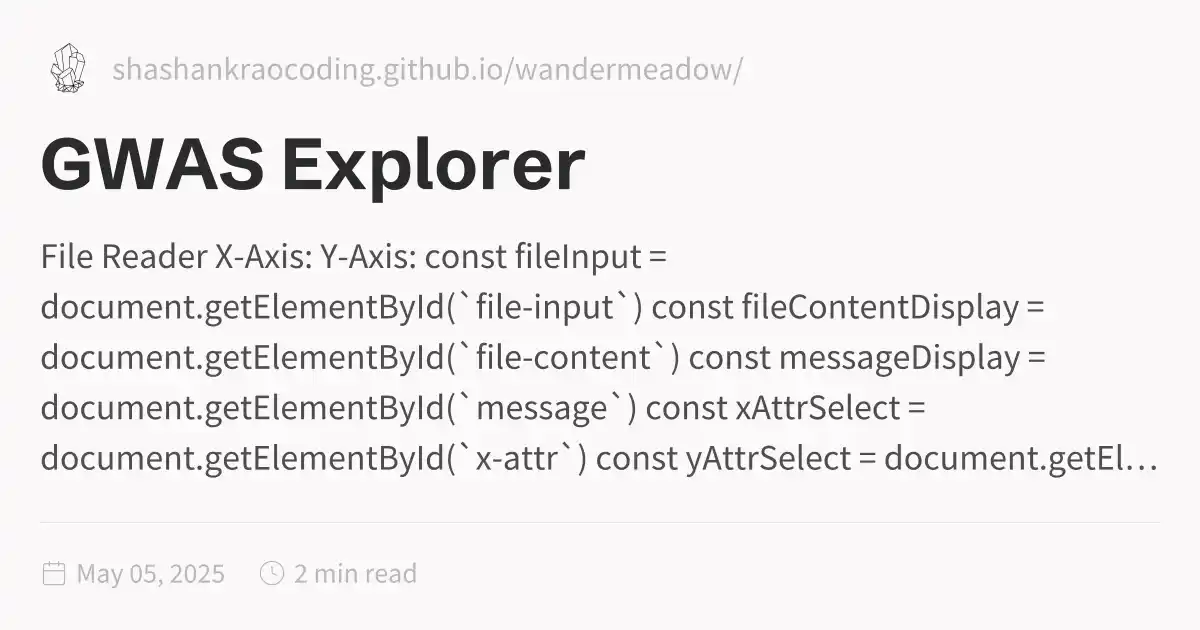 shashankraocoding.github.io/wandermeadow/
GWAS Explorer
File Reader X-Axis: Y-Axis: const fileInput =
document.getElementById(`file-input`) const fileContentDisplay =
document.getElementById(`file-content`) const messageDisplay =
document.getElementById(`message`) const xAttrSelect =
document.getElementById(`x-attr`) const yAttrSelect = document.getEl…
May 05, 2025 2 min read